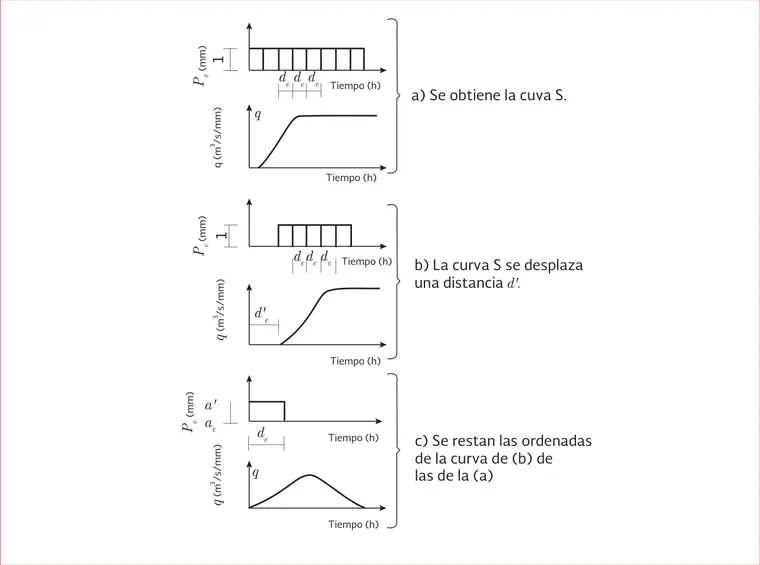 P_e (mm)
1
d_e d_e d_e
Tiempo (h)
a) Se obtiene la cuva S.
q (m³/s/mm)
q
Tiempo (h)
P_e (mm)
1
d_e d_e d_e
Tiempo (h)
b) La curva S se desplaza
una distancia d'.
q (m³/s/mm)
d'_e
Tiempo (h)
P_e (mm)
a'
a_e
d_e
Tiempo (h)
c) Se restan las ordenadas
de la curva de (b) de
las de la (a)
q (m³/s/mm)
q
Tiempo (h)